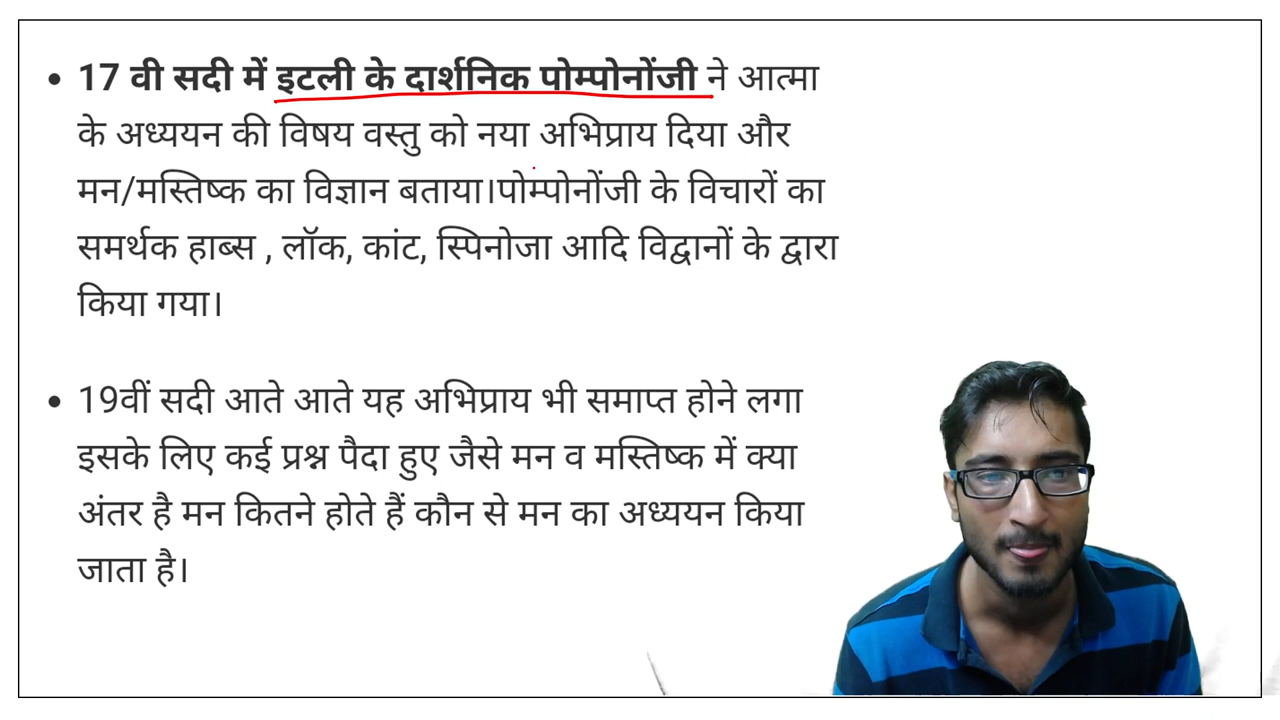 • 17 वी सदी में इटली के दार्शनिक पोम्पोनोंजी ने आत्मा
के अध्ययन की विषय वस्तु को नया अभिप्राय दिया और
मन/मस्तिष्क का विज्ञान बताया।पोम्पोनोंजी के विचारों का
समर्थक हाब्स , लॉक, कांट, स्पिनोजा आदि विद्वानों के द्वारा
किया गया।
• 19वीं सदी आते आते यह अभिप्राय भी समाप्त होने लगा
इसके लिए कई प्रश्न पैदा हुए जैसे मन व मस्तिष्क में क्या
अंतर है मन कितने होते हैं कौन से मन का अध्ययन किया
जाता है।